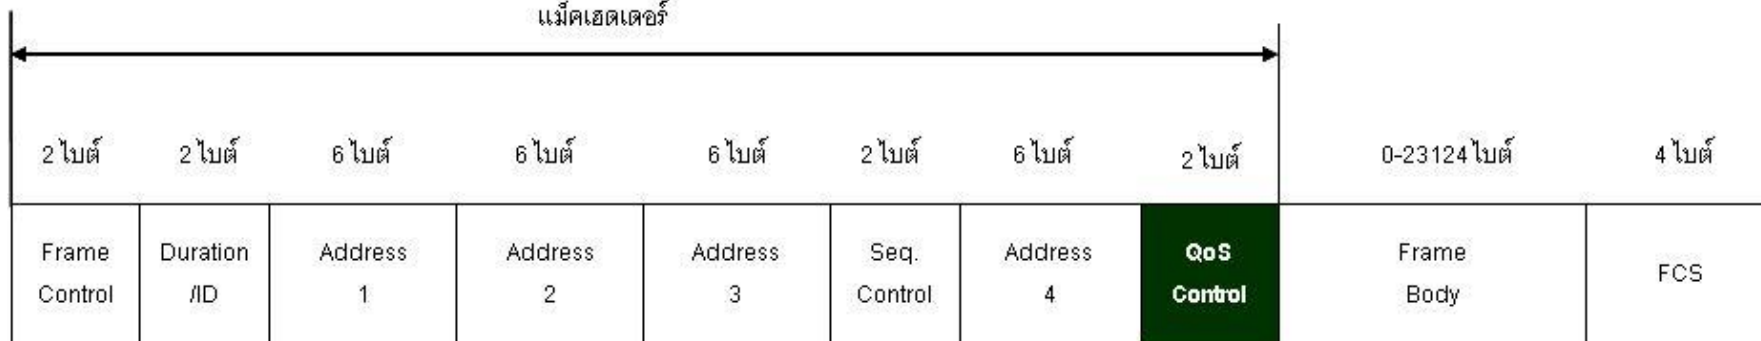 แม็คเฮดเดอร์
2 ไบต์ 2 ไบต์ 6 ไบต์ 6 ไบต์ 6 ไบต์ 2 ไบต์ 6 ไบต์ 2 ไบต์ 0-23124 ไบต์ 4 ไบต์
Frame Duration Address Address Address Seq. Address QoS Frame FCS
Control /ID 1 2 3 Control 4 Control Body